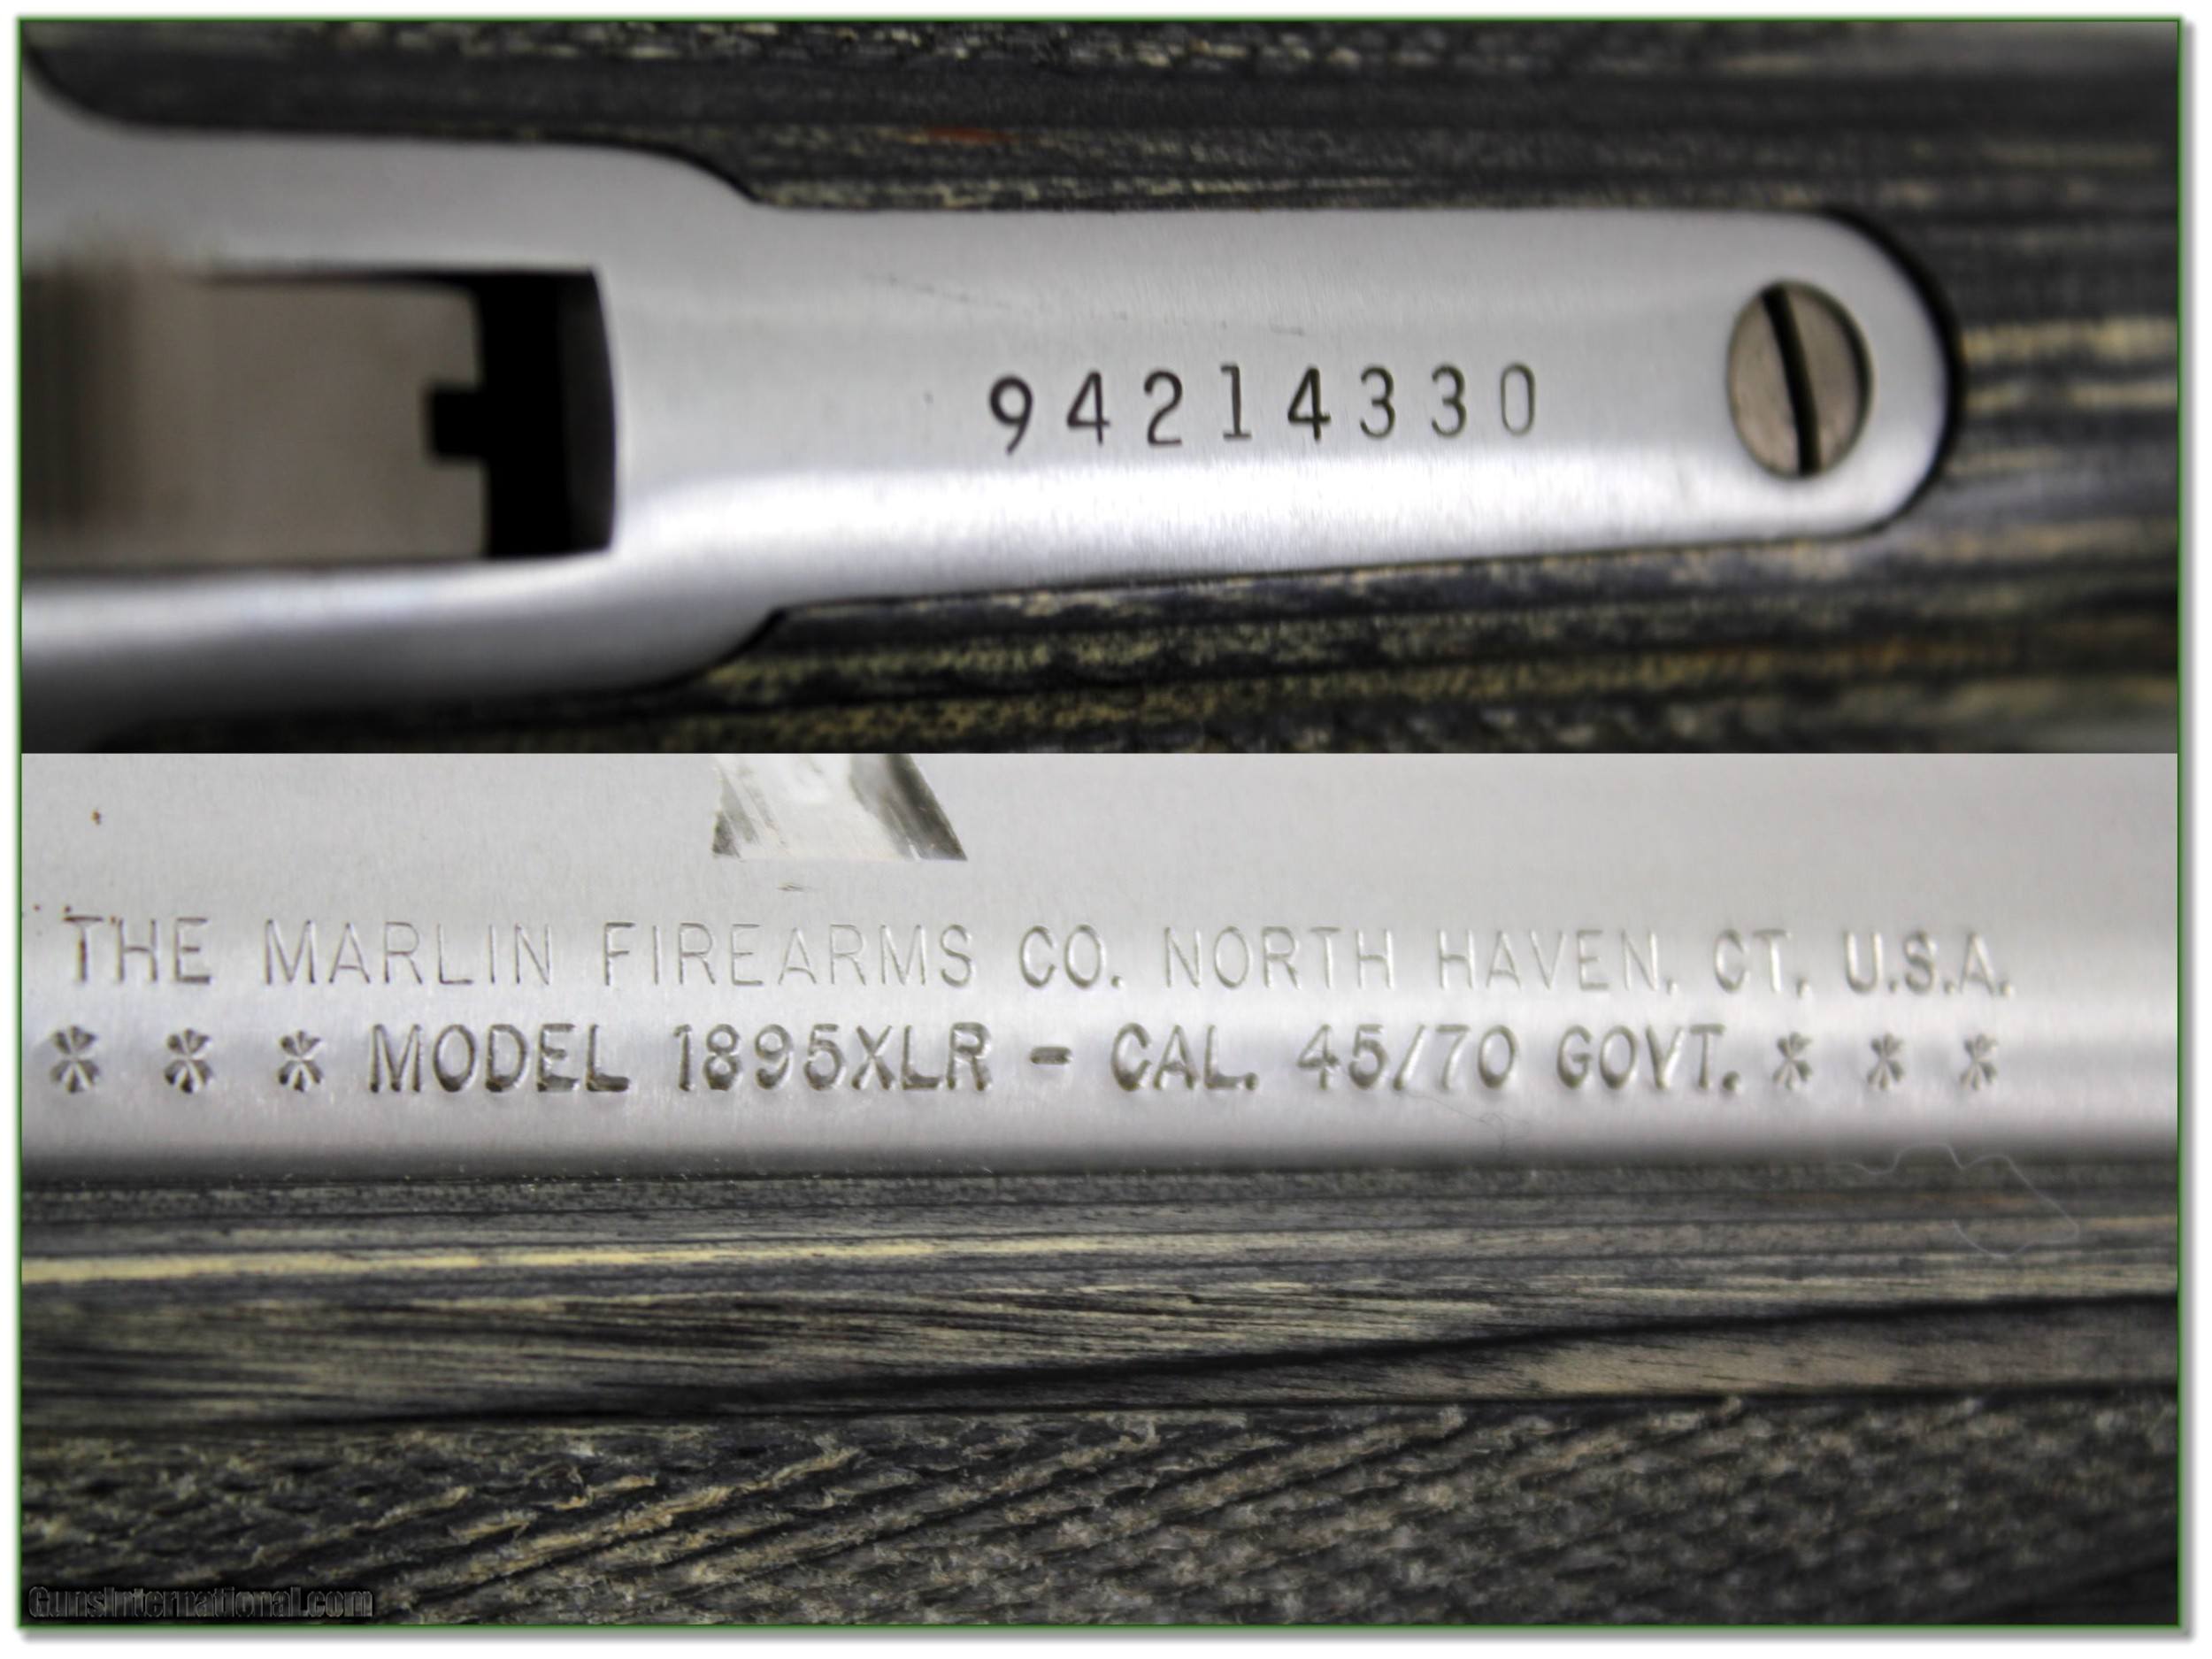 94214330
THE MARLIN FIREARMS CO. NORTH HAVEN, CT. U.S.A.
* * * MODEL 1895XLR - CAL. 45/70 GOVT. * * *
GunsInternational.com